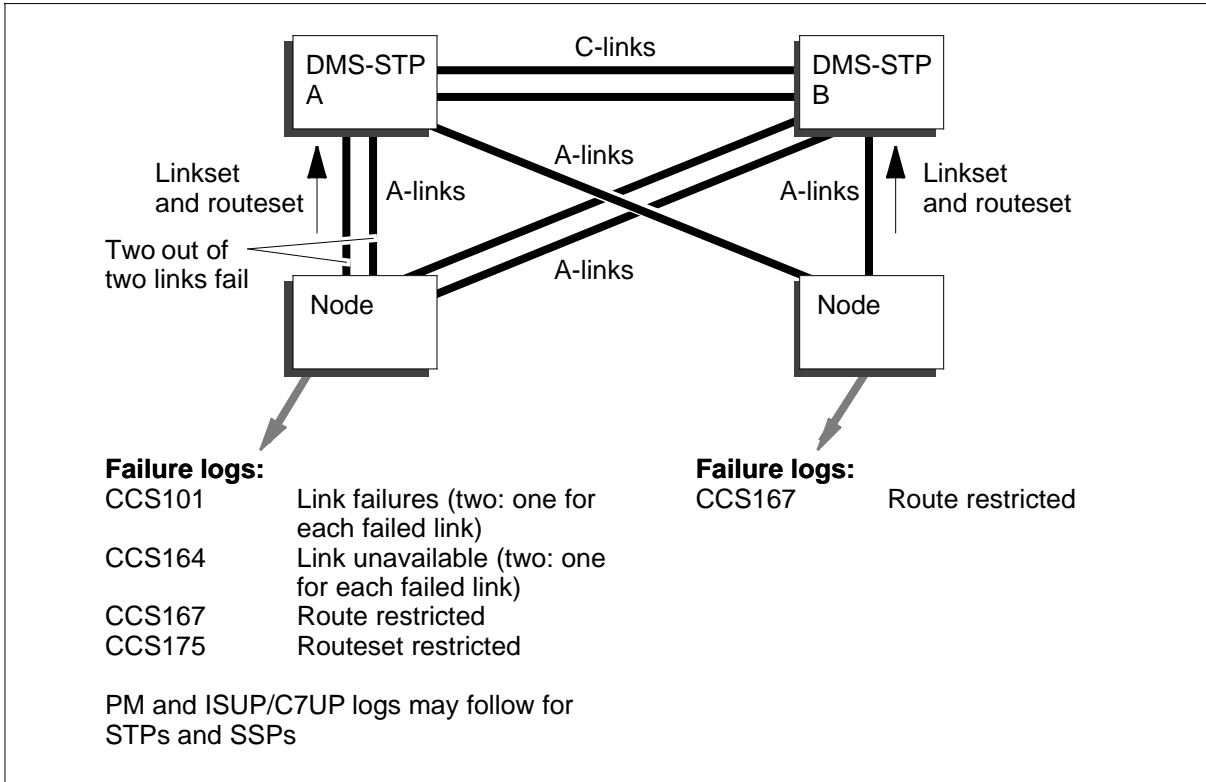 C-links
DMS-STP
A
DMS-STP
B
A-links
Linkset
and routeset
A-links
A-links
Linkset
and routeset
Two out of
two links fail
A-links
Node
Node
Failure logs:
CCS101 Link failures (two: one for
each failed link)
CCS164 Link unavailable (two: one
for each failed link)
CCS167 Route restricted
CCS175 Routeset restricted
PM and ISUP/C7UP logs may follow for
STPs and SSPs
Failure logs:
CCS167 Route restricted